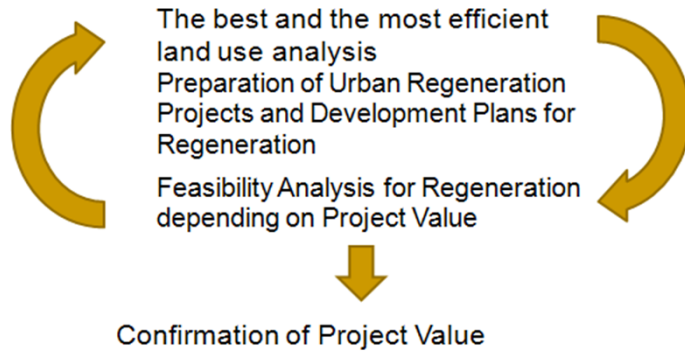 The best and the most efficient
land use analysis
Preparation of Urban Regeneration
Projects and Development Plans for
Regeneration
Feasibility Analysis for Regeneration
depending on Project Value
Confirmation of Project Value